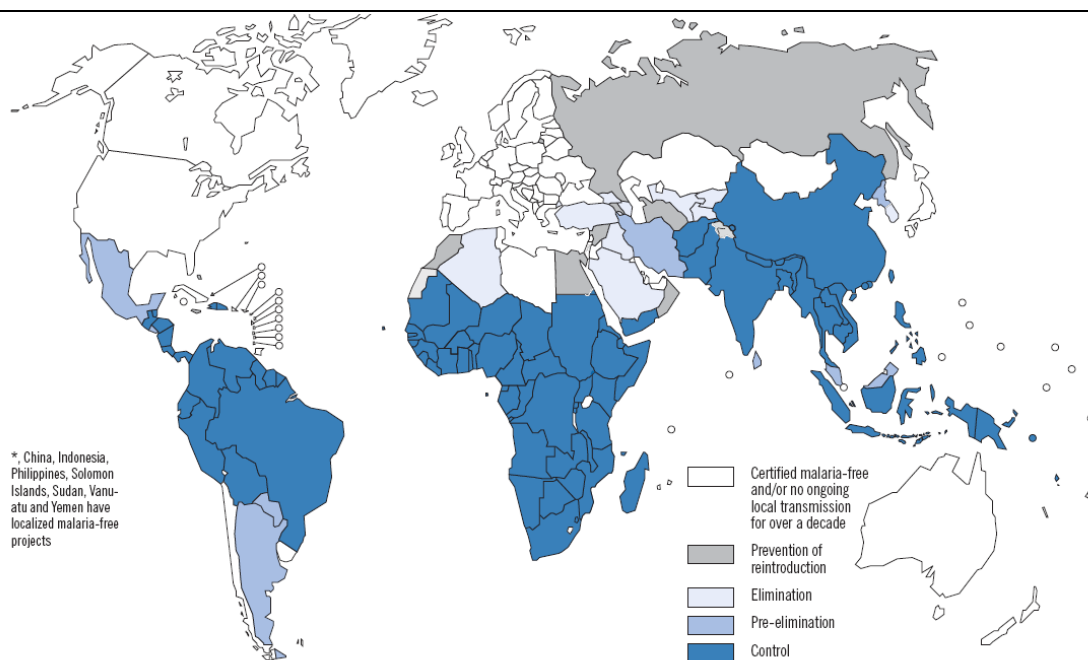 *, China, Indonesia,
Philippines, Solomon
Islands, Sudan, Vanu-
atu and Yemen have
localized malaria-free
projects
Certified malaria-free
and/or no ongoing
local transmission
for over a decade
Prevention of
reintroduction
Elimination
Pre-elimination
Control